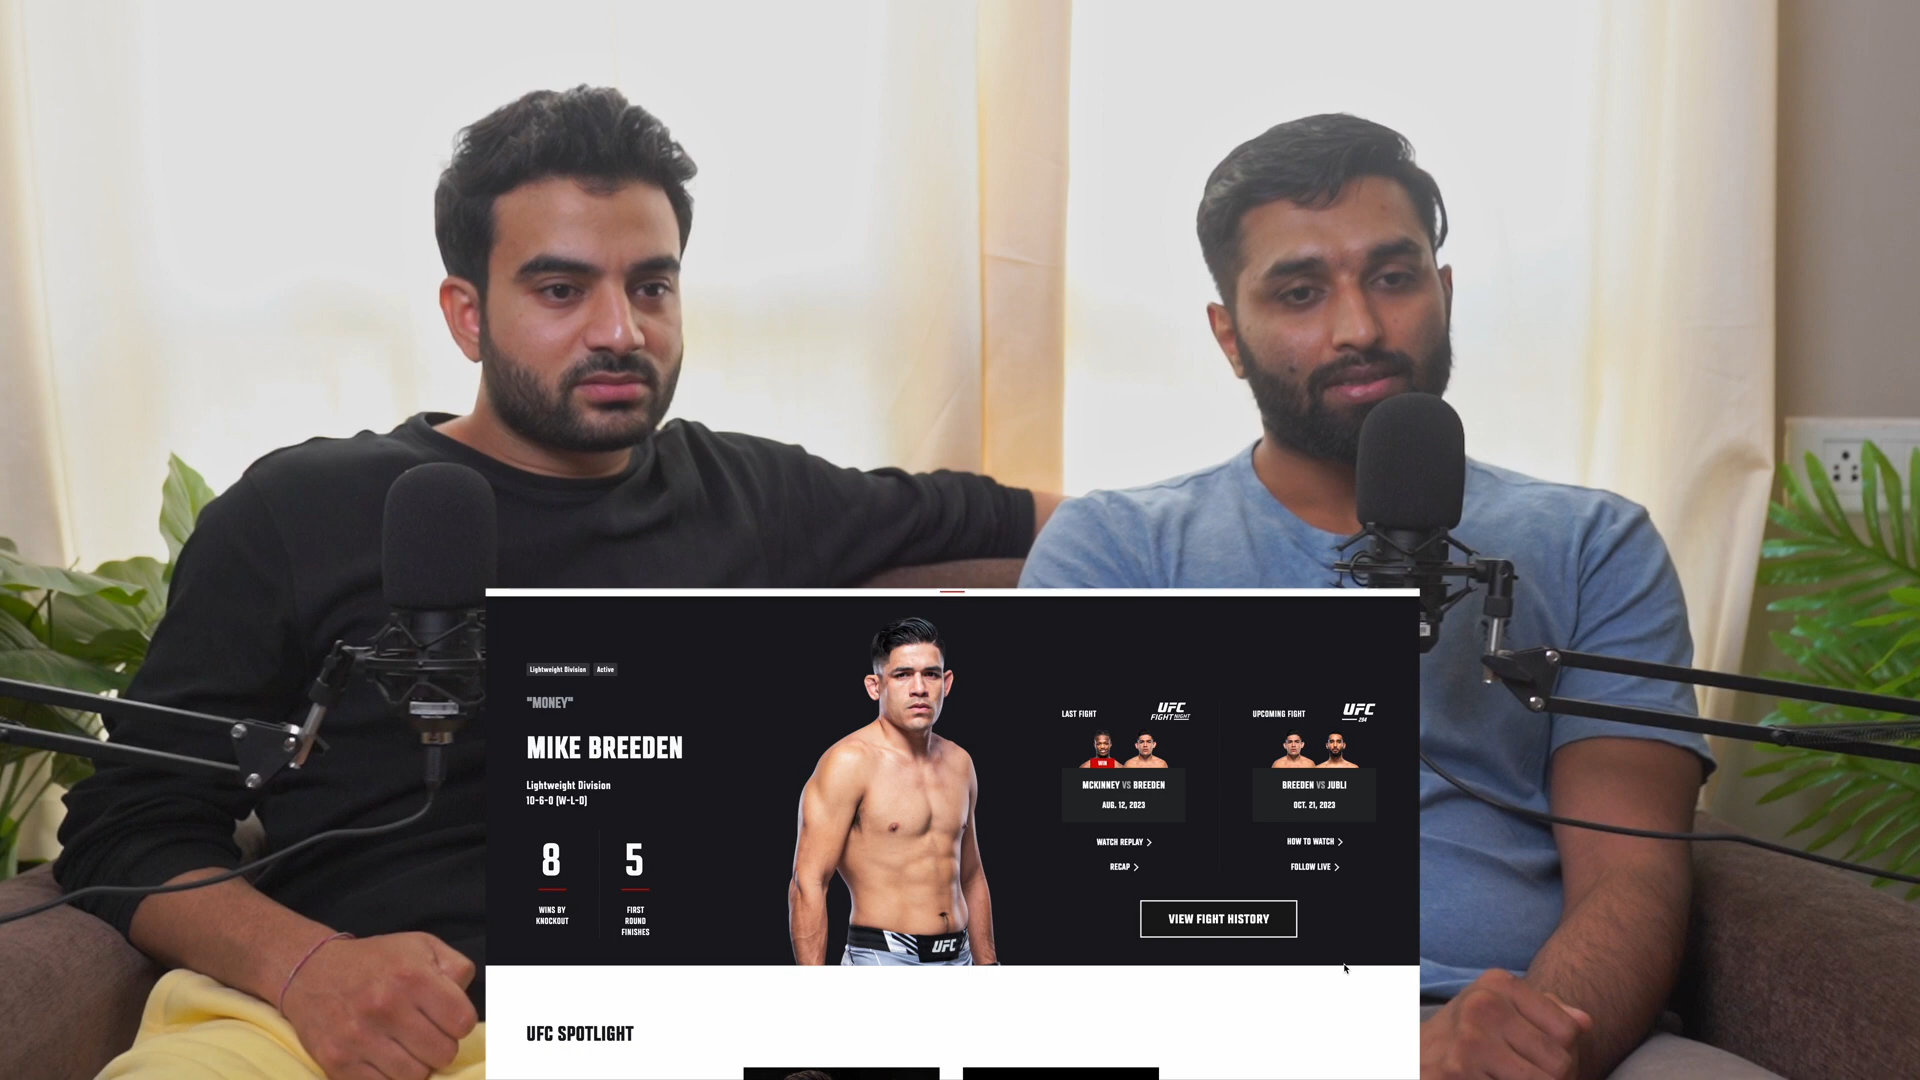 Lightweight Division
Active
"MONEY"
MIKE BREEDEN
Lightweight Division
10-6-0 (W-L-D)
8
WINS BY
KNOCKOUT
5
FIRST
ROUND
FINISHES
UFC
LAST FIGHT
UFC
FIGHT NIGHT
WIN
MCKINNEY VS BREEDEN
AUG. 12, 2023
WATCH REPLAY
RECAP
UPCOMING FIGHT
UFC
294
BREEDEN VS JUBLI
OCT. 21, 2023
HOW TO WATCH
FOLLOW LIVE
VIEW FIGHT HISTORY
UFC SPOTLIGHT